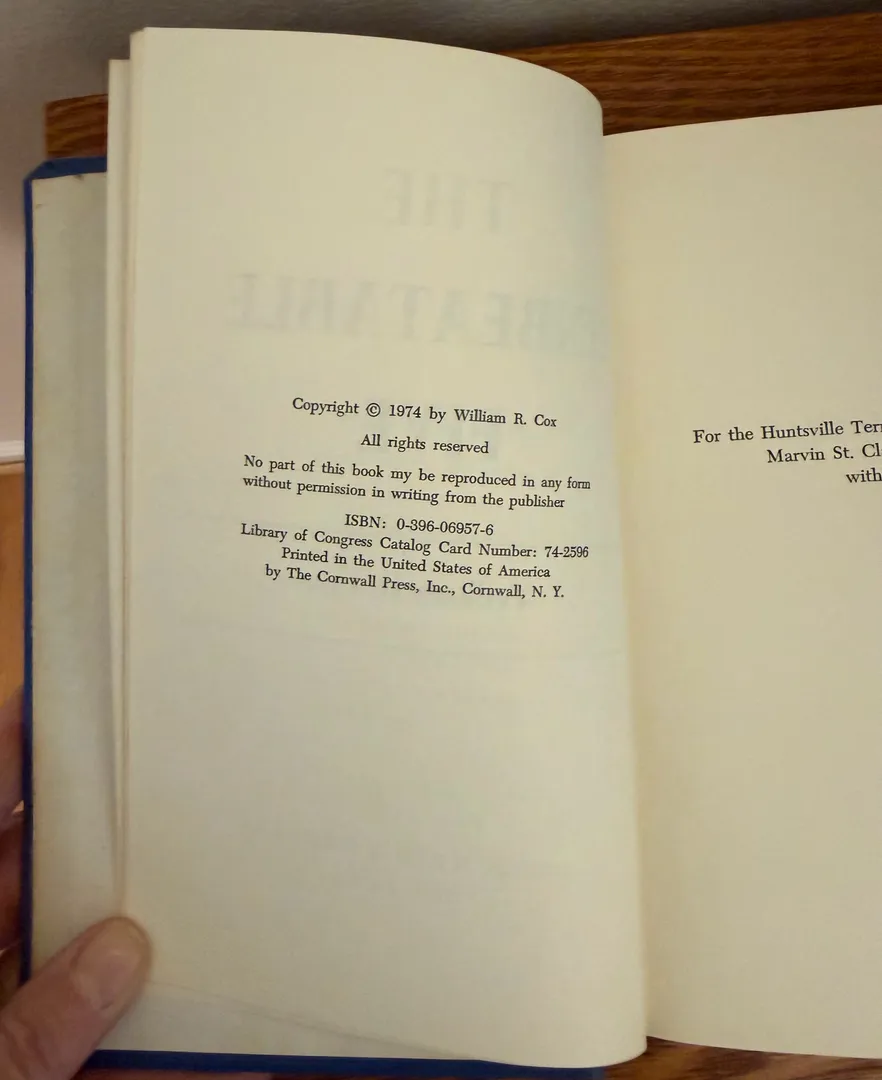 Copyright © 1974 by William R. Cox
All rights reserved
No part of this book my be reproduced in any form
without permission in writing from the publisher
ISBN: 0-396-06957-6
Library of Congress Catalog Card Number: 74-2596
Printed in the United States of America
by The Cornwall Press, Inc., Cornwall, N. Y.
For the Huntsville
Marvin St.
with